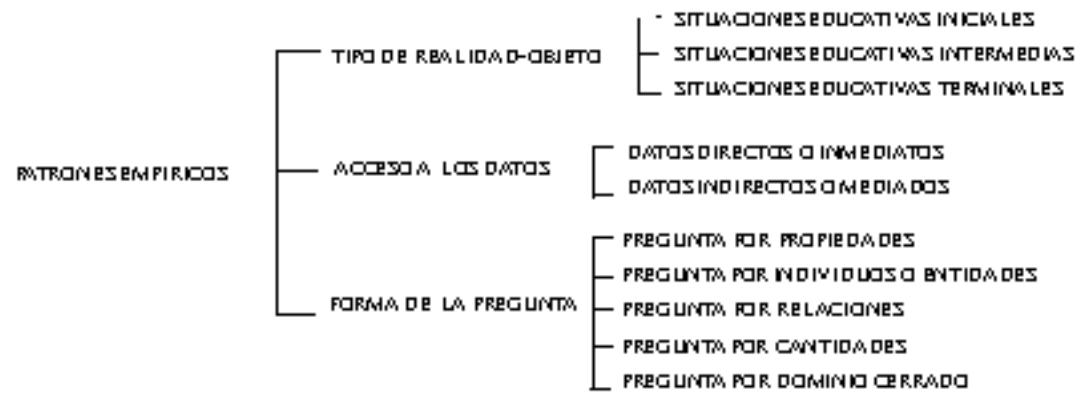 PATRONES EMPIRICOS
TIPO DE REALIDAD-OBJETO
SITUACIONES EDUCATIVAS INICIALES
SITUACIONES EDUCATIVAS INTERMEDIAS
SITUACIONES EDUCATIVAS TERMINALES
ACCESO A LOS DATOS
DATOS DIRECTOS O INMEDIATOS
DATOS INDIRECTOS O MEDIADOS
FORMA DE LA PREGUNTA
PREGUNTA POR PROPIEDADES
PREGUNTA POR INDIVIDUOS O ENTIDADES
PREGUNTA POR RELACIONES
PREGUNTA POR CANTIDADES
PREGUNTA POR DOMINIO CERRADO